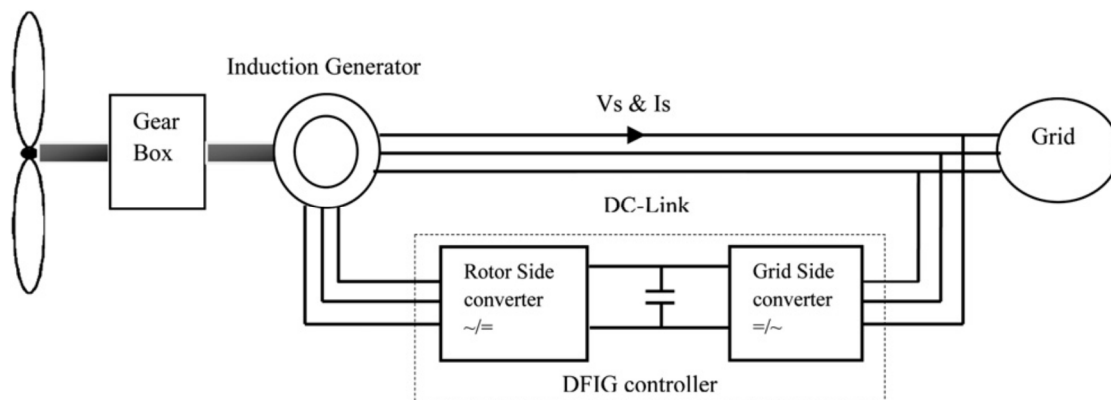 Induction Generator
Vs & Is
Gear
Box
Grid
DC-Link
Rotor Side
converter
~/=
Grid Side
converter
=/~
DFIG controller